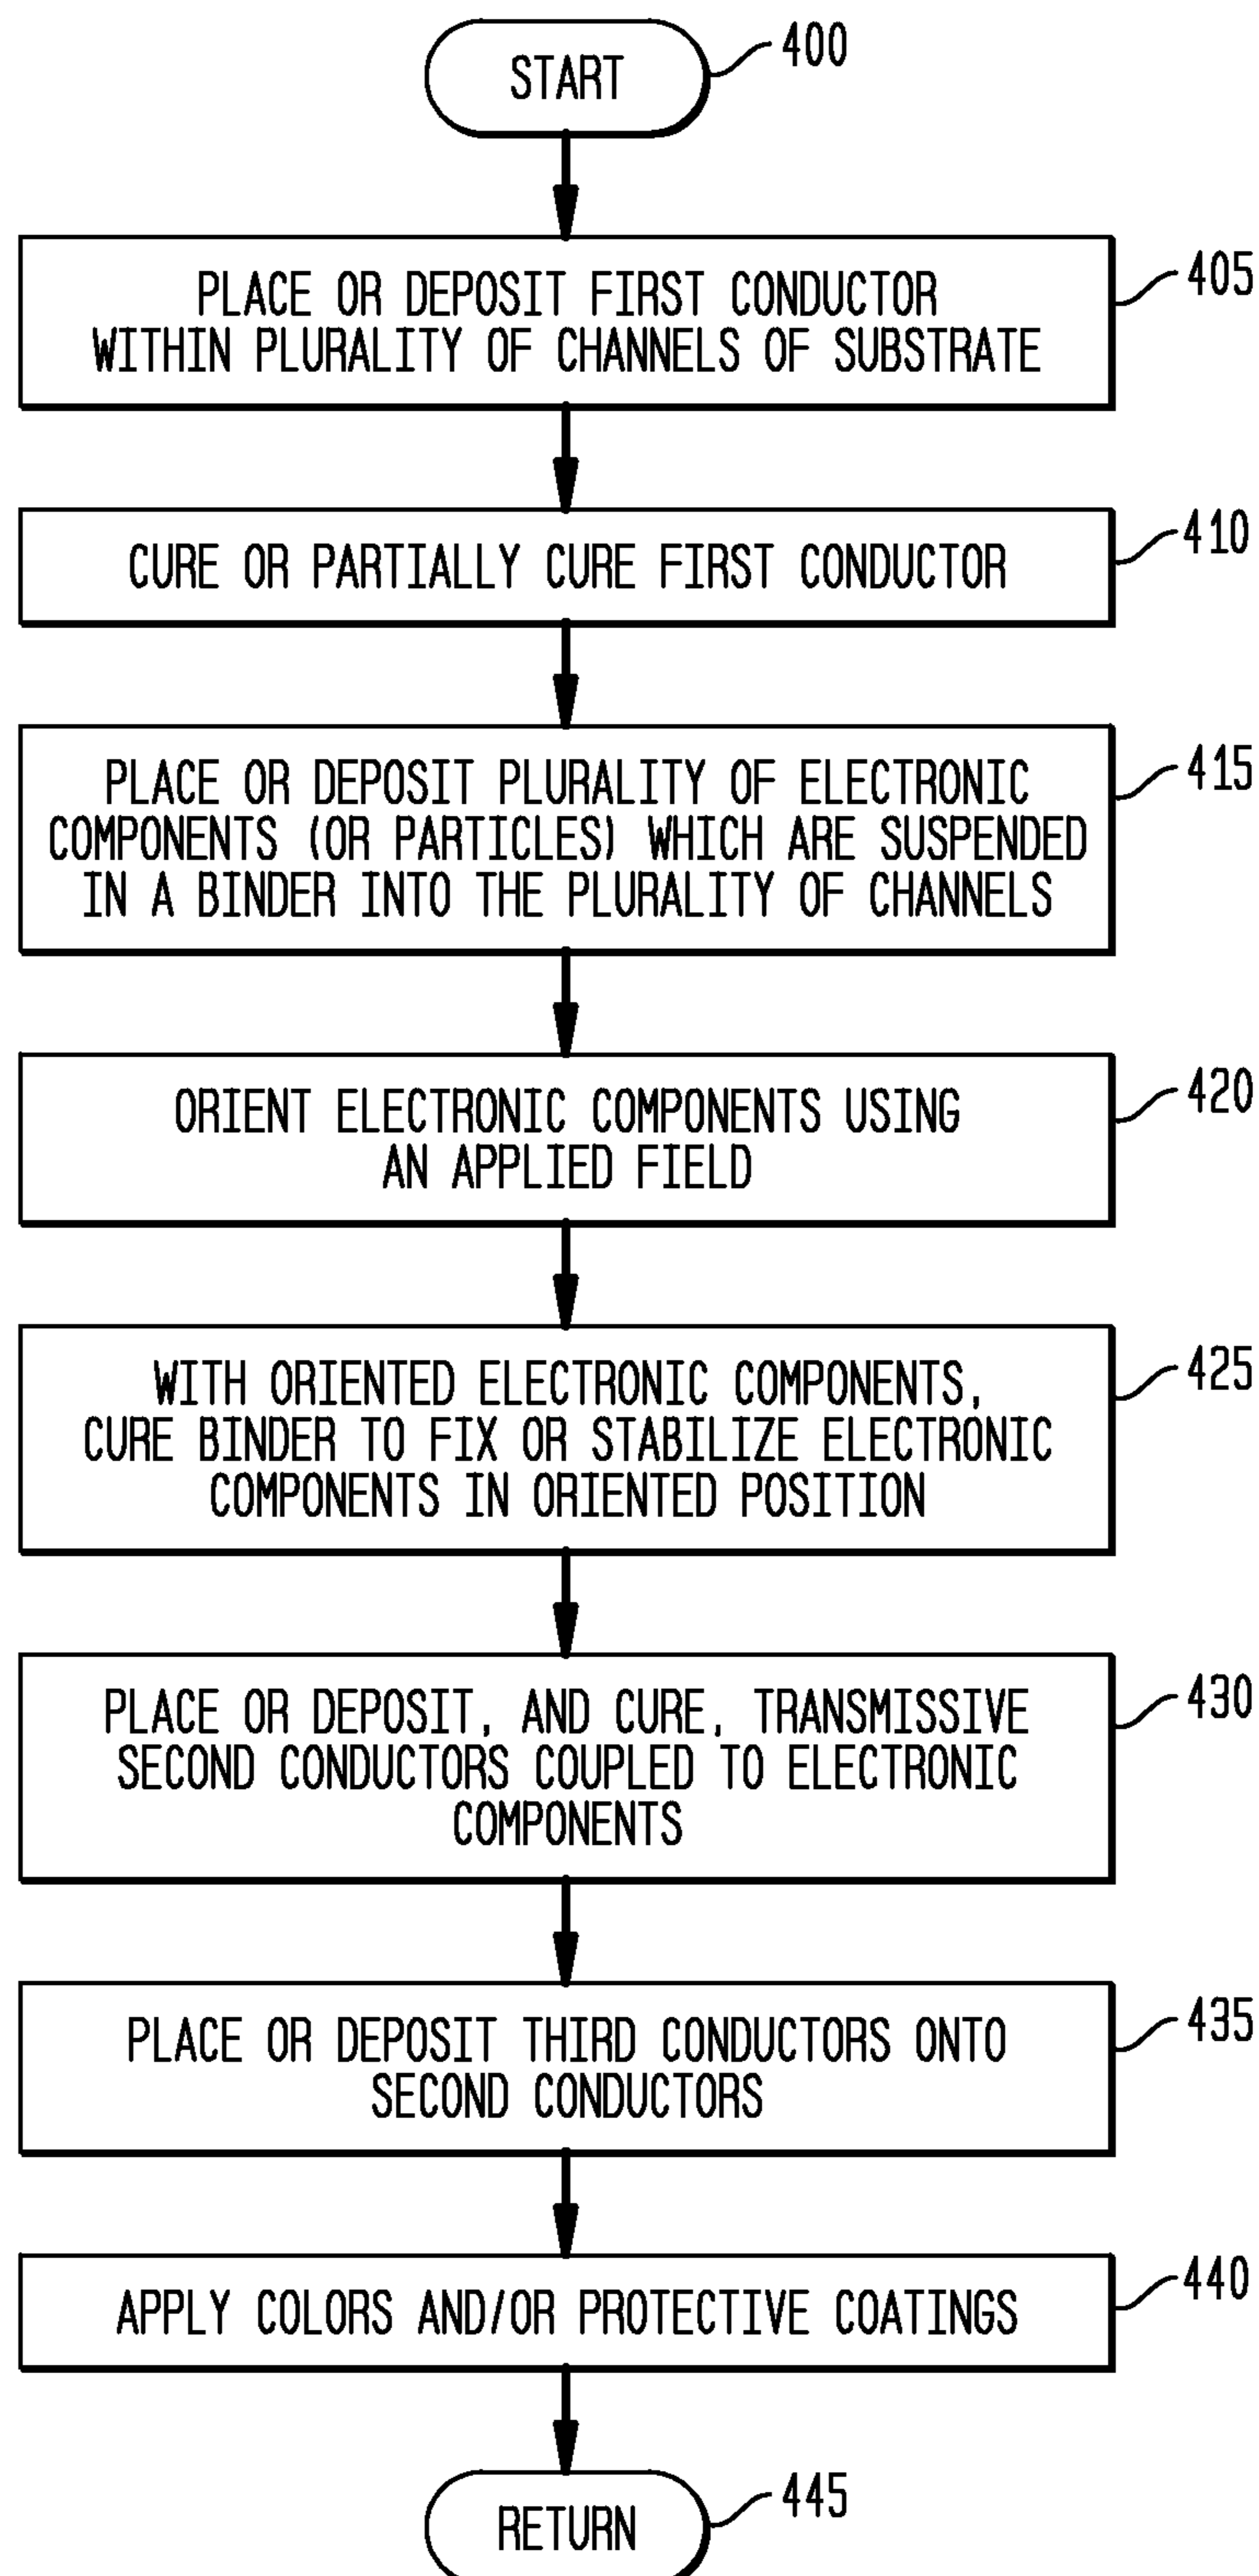 START
400
PLACE OR DEPOSIT FIRST CONDUCTOR
WITHIN PLURALITY OF CHANNELS OF SUBSTRATE
405
CURE OR PARTIALLY CURE FIRST CONDUCTOR
410
PLACE OR DEPOSIT PLURALITY OF ELECTRONIC
COMPONENTS (OR PARTICLES) WHICH ARE SUSPENDED
IN A BINDER INTO THE PLURALITY OF CHANNELS
415
ORIENT ELECTRONIC COMPONENTS USING
AN APPLIED FIELD
420
WITH ORIENTED ELECTRONIC COMPONENTS,
CURE BINDER TO FIX OR STABILIZE ELECTRONIC
COMPONENTS IN ORIENTED POSITION
425
PLACE OR DEPOSIT, AND CURE, TRANSMISSIVE
SECOND CONDUCTORS COUPLED TO ELECTRONIC
COMPONENTS
430
PLACE OR DEPOSIT THIRD CONDUCTORS ONTO
SECOND CONDUCTORS
435
APPLY COLORS AND/OR PROTECTIVE COATINGS
440
RETURN
445